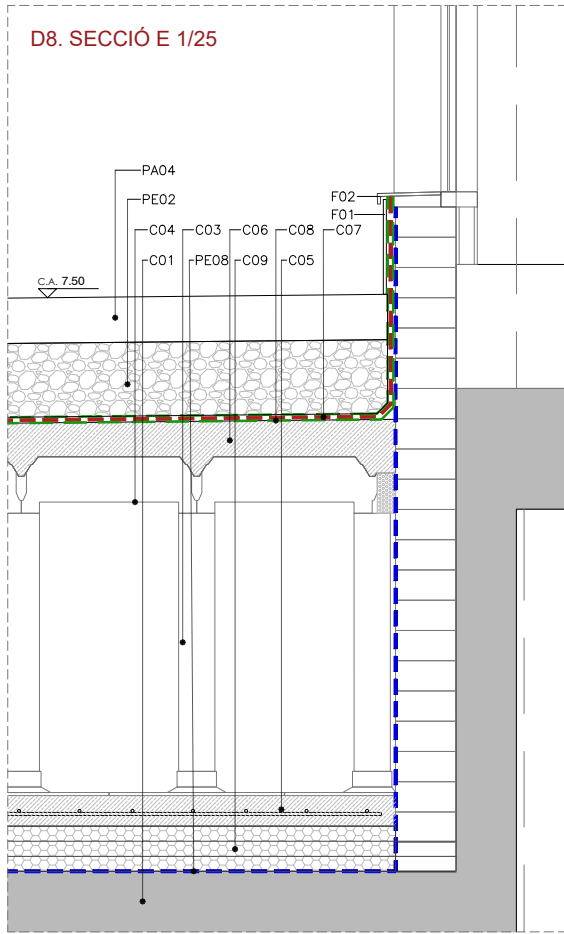 D8. SECCIÓ E 1/25
PA04
PE02
F02
F01
C04
C03
C06
C08
C07
C01
PE08
C09
C05
C.A. 7.50